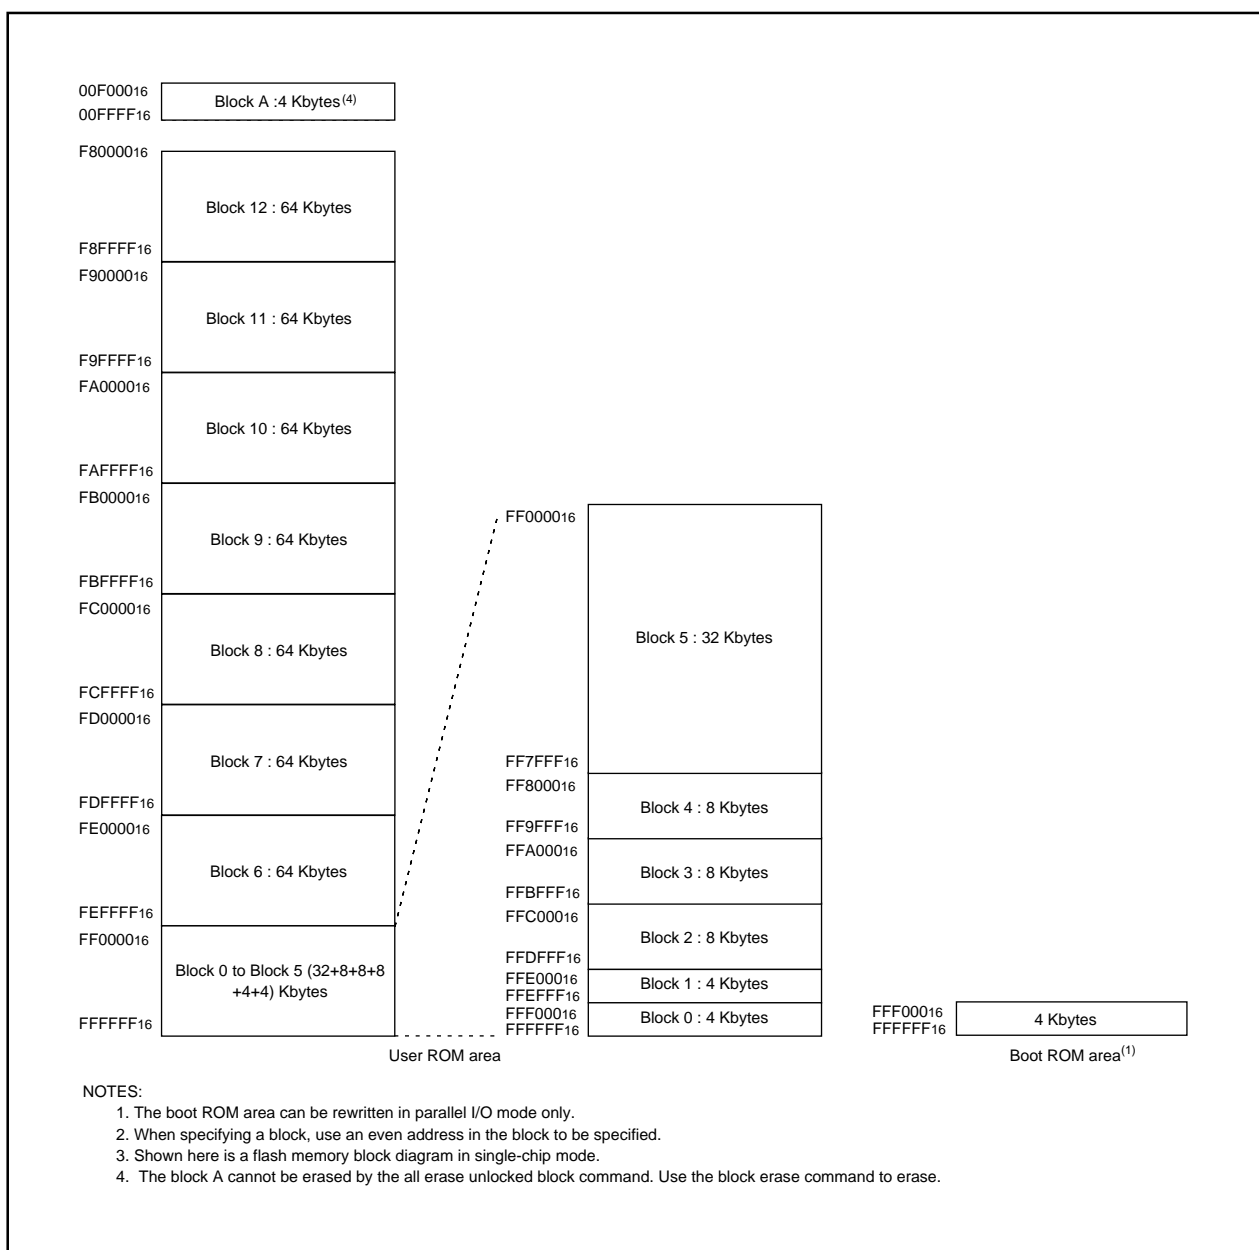 00F00016
Block A :4 Kbytes(4)
00FFFF16
F8000016
Block 12 : 64 Kbytes
F8FFFF16
F9000016
Block 11 : 64 Kbytes
F9FFFF16
FA000016
Block 10 : 64 Kbytes
FAFFFF16
FB000016
Block 9 : 64 Kbytes
FBFFFF16
FC000016
Block 8 : 64 Kbytes
FCFFFF16
FD000016
Block 7 : 64 Kbytes
FDFFFF16
FE000016
Block 6 : 64 Kbytes
FEFFFF16
FF000016
Block 0 to Block 5 (32+8+8+8
+4+4) Kbytes
FFFFFF16
FF000016
Block 5 : 32 Kbytes
FF7FFF16
FF800016
Block 4 : 8 Kbytes
FF9FFF16
FFA00016
Block 3 : 8 Kbytes
FFBFFF16
FFC00016
Block 2 : 8 Kbytes
FFDFFF16
FFE00016
Block 1 : 4 Kbytes
FFEFFF16
FFF00016
Block 0 : 4 Kbytes
FFFFFF16
User ROM area
FFF00016
4 Kbytes
FFFFFF16
Boot ROM area(1)
NOTES:
1. The boot ROM area can be rewritten in parallel I/O mode only.
2. When specifying a block, use an even address in the block to be specified.
3. Shown here is a flash memory block diagram in single-chip mode.
4. The block A cannot be erased by the all erase unlocked block command. Use the block erase command to erase.